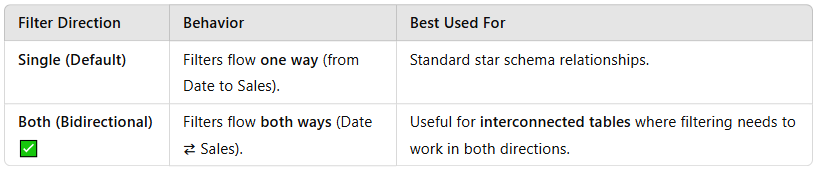 Filter Direction Behavior Best Used For
Single (Default) Filters flow one way (from Standard star schema relationships.
Date to Sales).
Both (Bidirectional) Filters flow both ways (Date Useful for interconnected tables where filtering needs to
✅ ⇄ Sales). work in both directions.